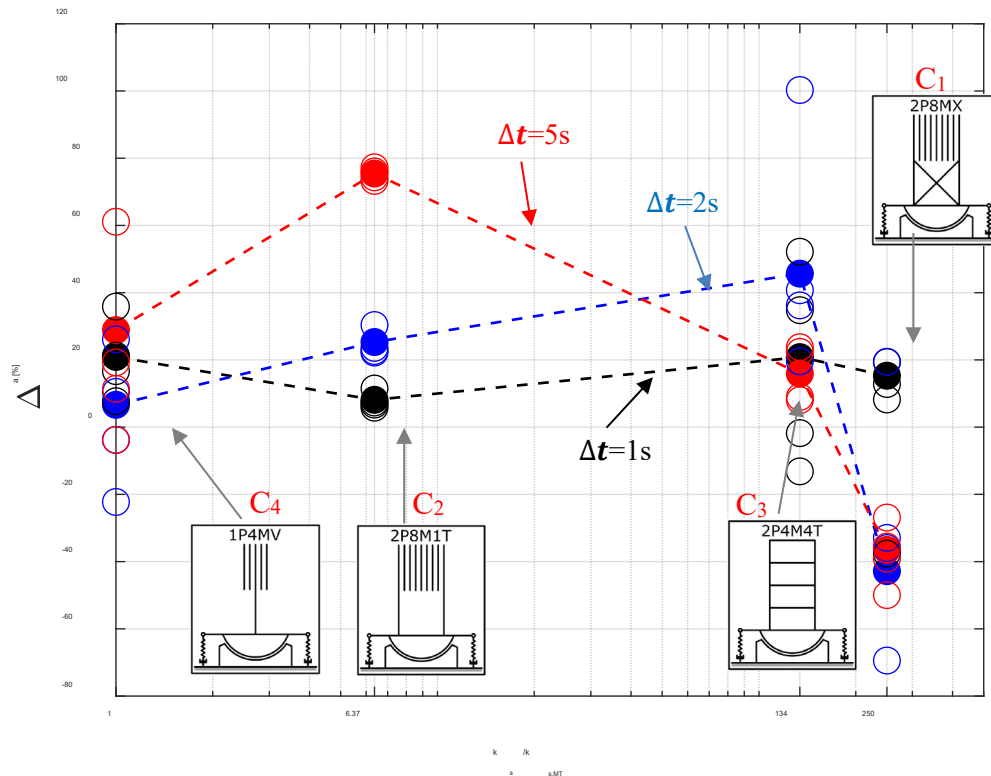 120
100
80
60
40
20
0
-20
-40
-60
-80
Δ
a [%]
C1
2P8MX
Δt=5s
Δt=2s
Δt=1s
C4
1P4MV
C2
2P8M1T
C3
2P4M4T
1
6.37
134
250
k /k
s s,MT